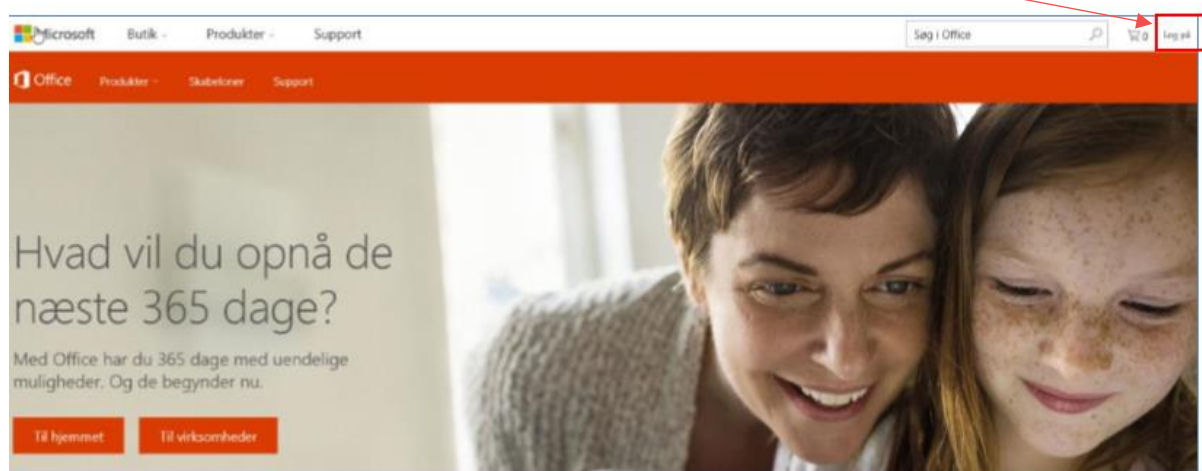 Microsoft Butik Produkter Support Søg i Office 0 Log på
Office Produkter Skabeloner Support
Hvad vil du opnå de
næste 365 dage?
Med Office har du 365 dage med uendelige
muligheder. Og de begynder nu.
Til hjemmet Til virksomheder